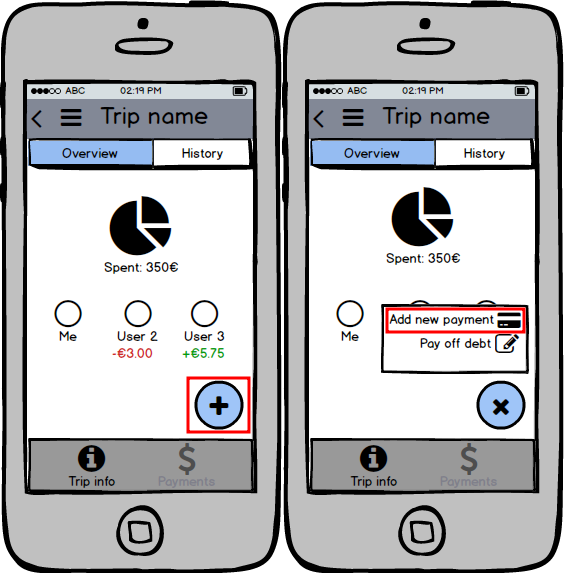 ABC 02:19 PM
Trip name
Overview History
Spent: 350€
Me User 2 User 3
-€3.00 +€5.75
Trip info Payments
ABC 02:19 PM
Trip name
Overview History
Spent: 350€
Add new payment
Me
Pay off debt
Trip info Payments